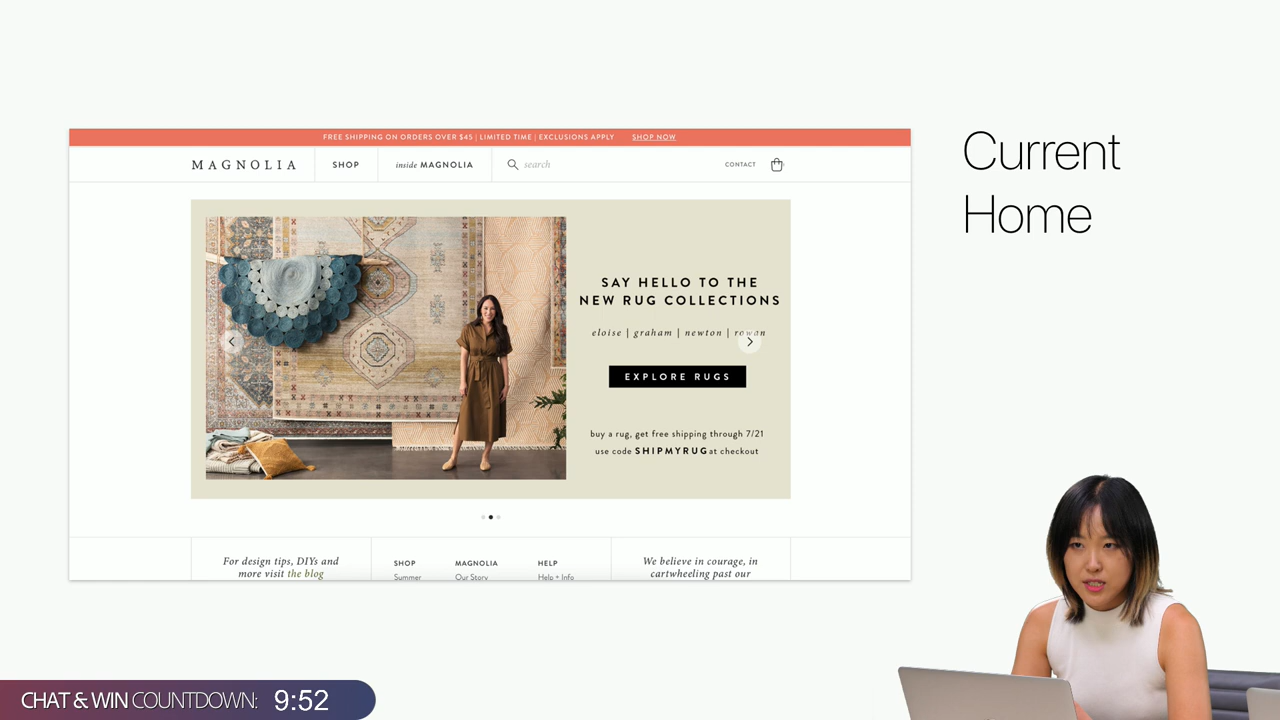 FREE SHIPPING ON ORDERS OVER $45 | LIMITED TIME | EXCLUSIONS APPLY SHOP NOW
MAGNOLIA SHOP inside MAGNOLIA search CONTACT
SAY HELLO TO THE
NEW RUG COLLECTIONS
eloise | graham | newton | rowan
EXPLORE RUGS
buy a rug, get free shipping through 7/21
use code SHIPMYRUG at checkout
For design tips, DIYs and
more visit the blog
SHOP
Summer
MAGNOLIA
Our Story
HELP
Help + Info
We believe in courage, in
cartwheeling past our
Current
Home
CHAT & WIN COUNTDOWN: 9:52